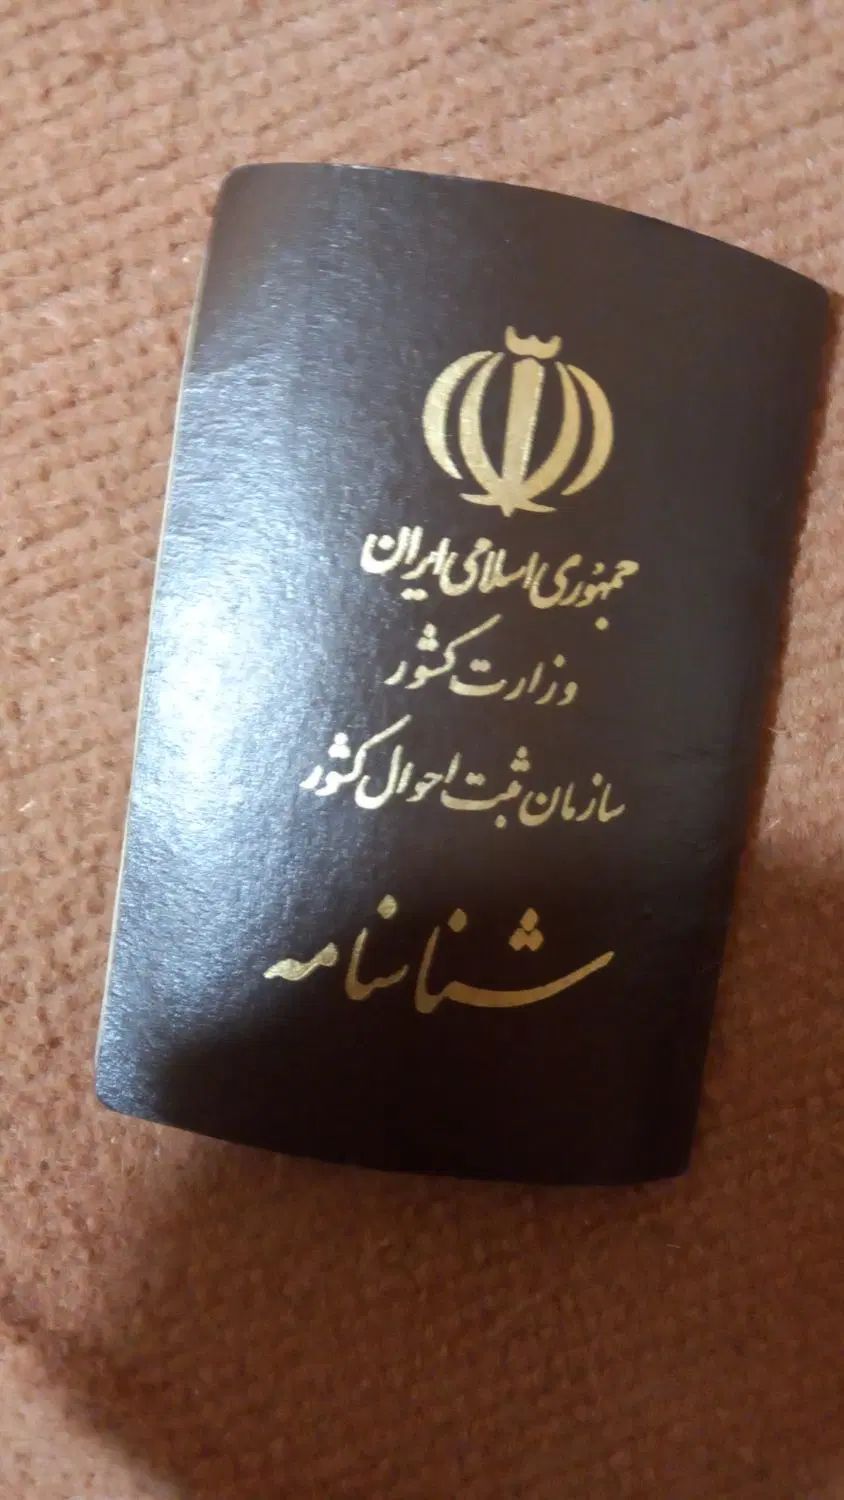 جمهوری اسلامی ایران
وزارت کشور
سازمان ثبت احوال کشور
شناسنامه